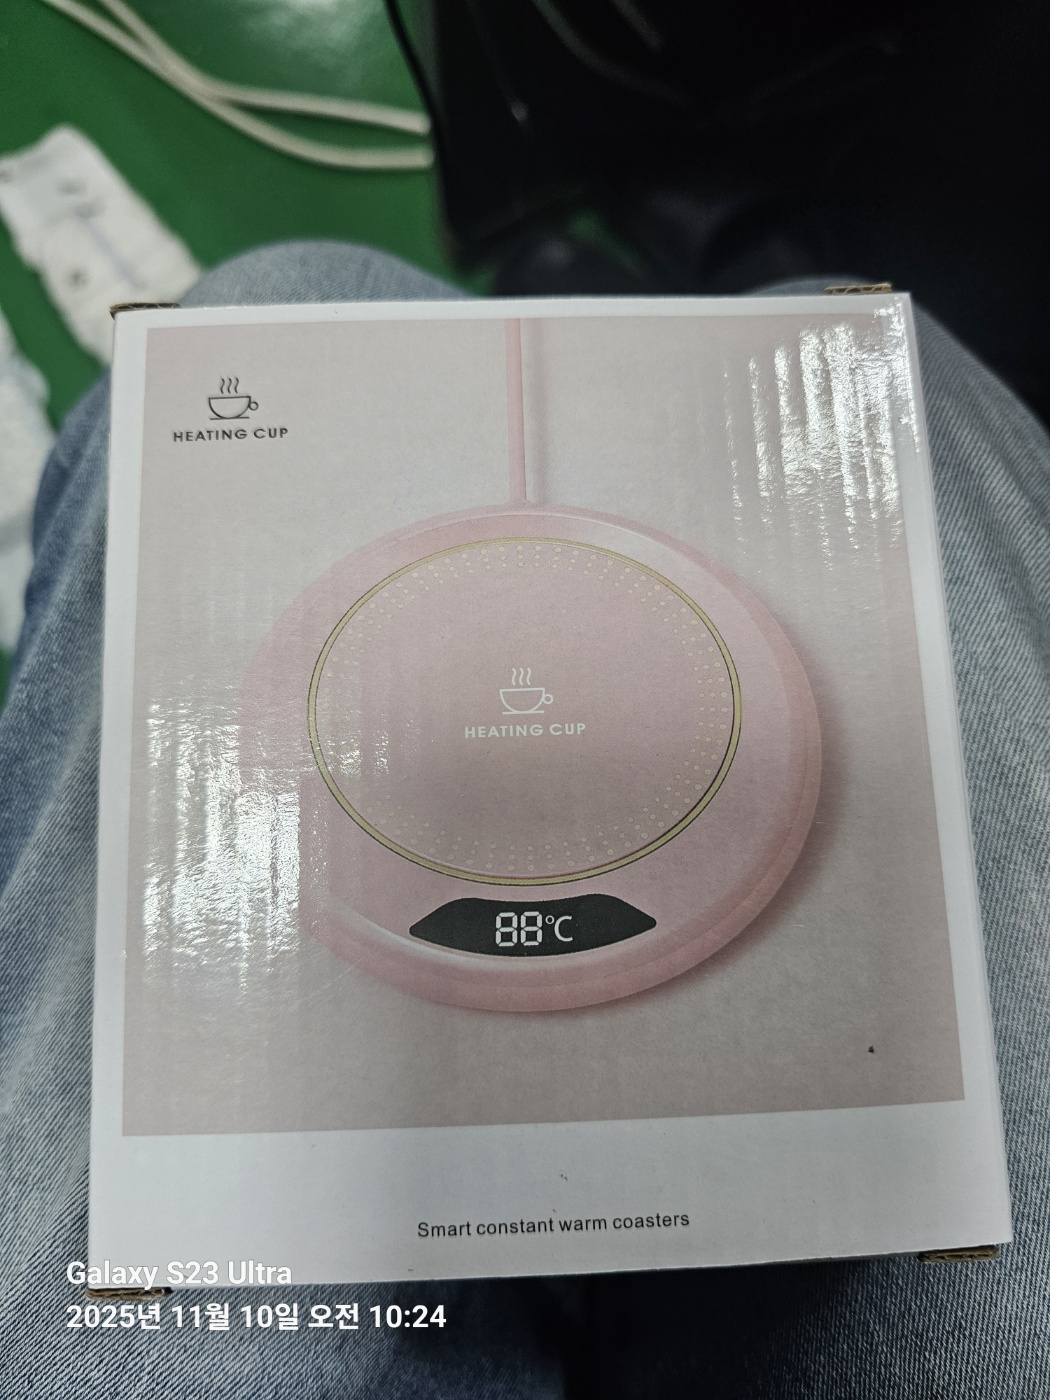 HEATING CUP
HEATING CUP
88°C
Smart constant warm coasters
Galaxy S23 Ultra
2025년 11월 10일 오전 10:24